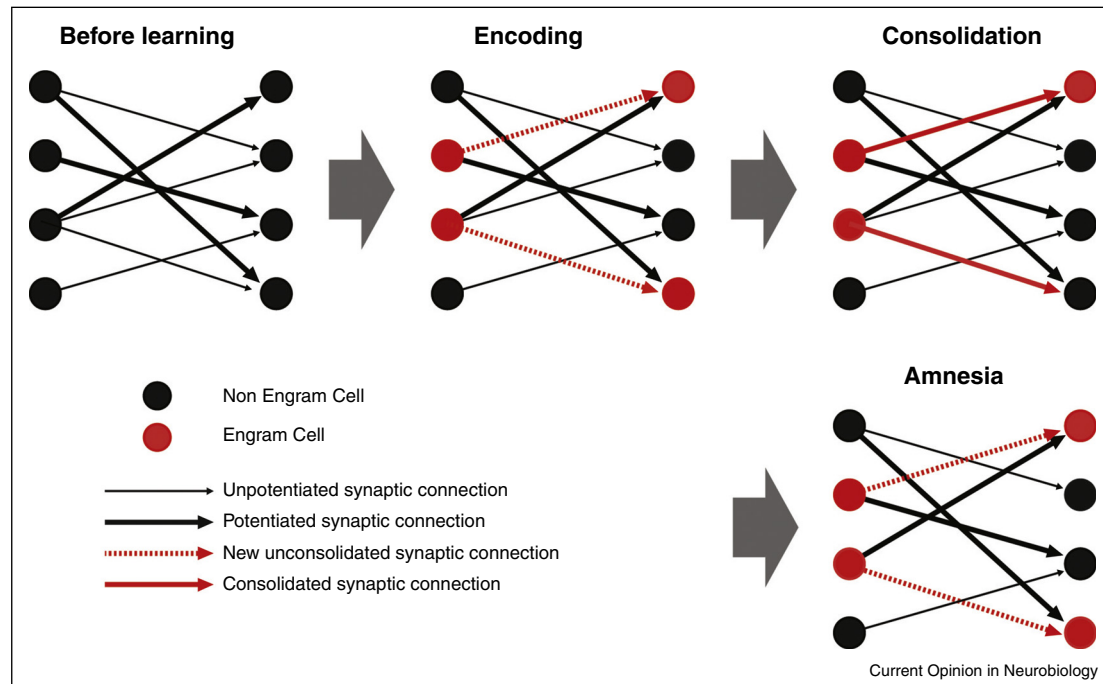 Before learning
Encoding
Consolidation
Amnesia
Non Engram Cell
Engram Cell
Unpotentiated synaptic connection
Potentiated synaptic connection
New unconsolidated synaptic connection
Consolidated synaptic connection
Current Opinion in Neurobiology